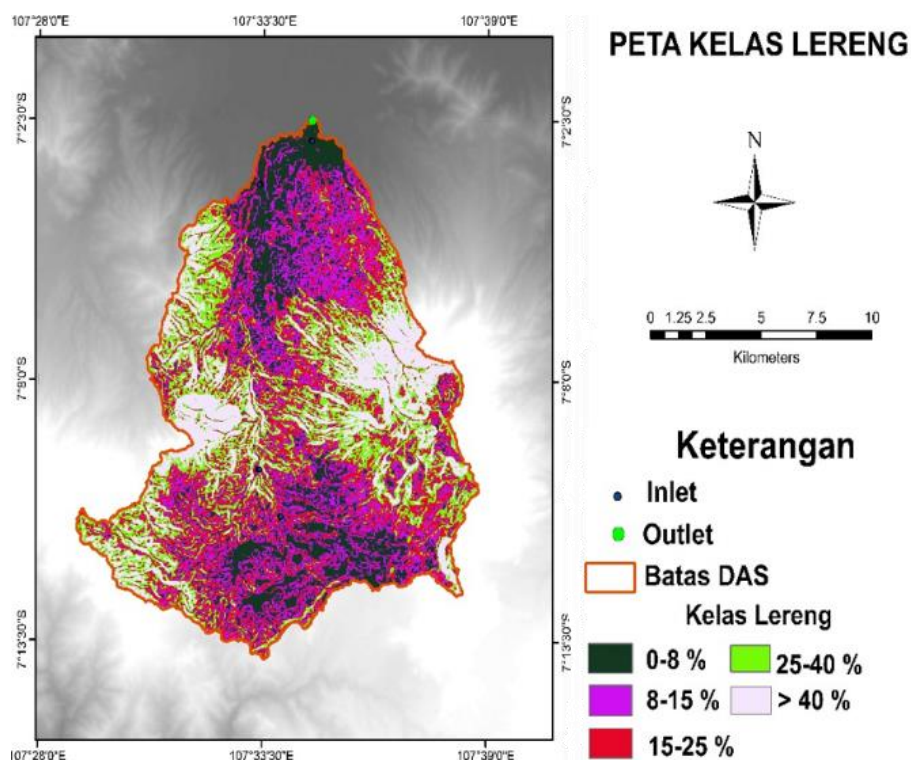 107°28'0"E 107°33'30"E 107°39'0"E
PETA KELAS LERENG
7°2'30"S 7°2'30"S
N
0 1.25 2.5 5 7.5 10
Kilometers
7°8'0"S 7°8'0"S
Keterangan
Inlet
Outlet
Batas DAS
Kelas Lereng
7°13'30"S 7°13'30"S
0-8 % 25-40 %
8-15 % > 40 %
15-25 %
107°28'0"E 107°33'30"E 107°39'0"E